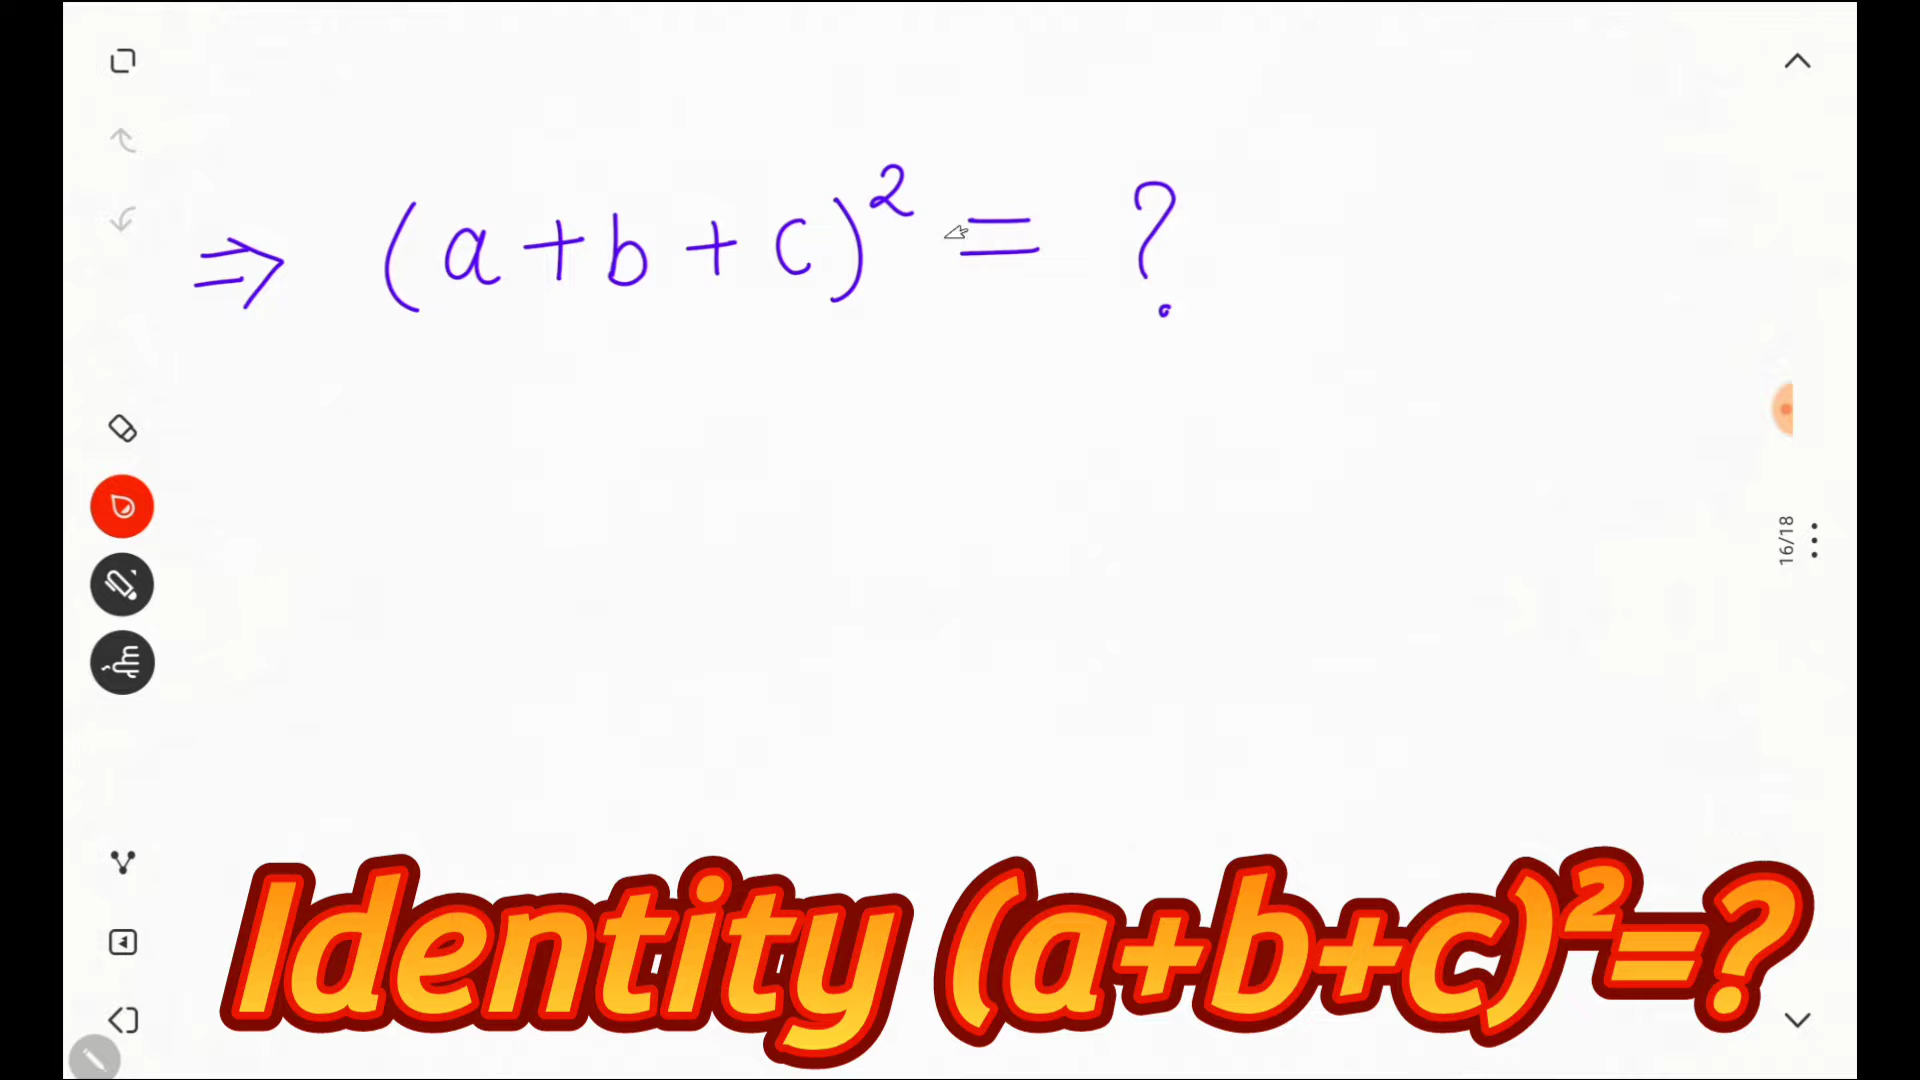 ⇒ (a+b+c)² = ?
16/18
Identity (a+b+c)²=?